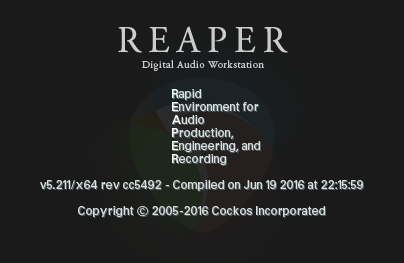 REAPER
Digital Audio Workstation
Rapid
Environment for
Audio
Production,
Engineering, and
Recording
v5.211/x64 rev cc5492 - Compiled on Jun 19 2016 at 22:15:59
Copyright © 2005-2016 Cockos Incorporated